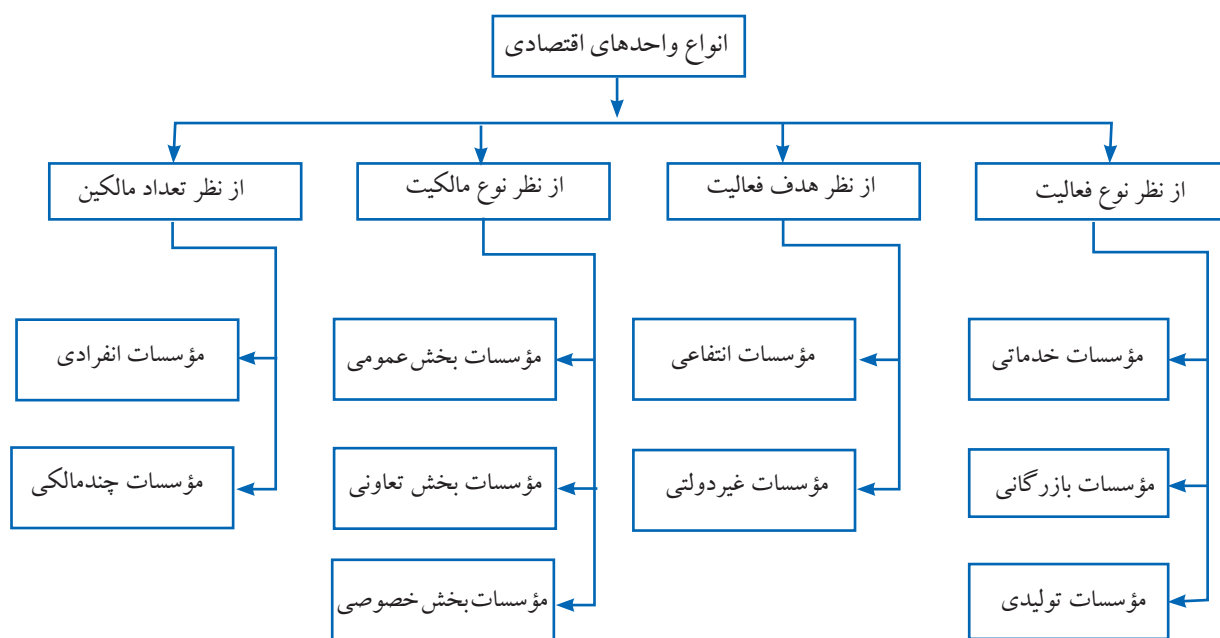 انواع واحدهای اقتصادی
از نظر نوع فعالیت
از نظر هدف فعالیت
از نظر نوع مالکیت
از نظر تعداد مالکین
مؤسسات خدماتی
مؤسسات انتفاعی
مؤسسات بخش عمومی
مؤسسات انفرادی
مؤسسات بازرگانی
مؤسسات غیردولتی
مؤسسات بخش تعاونی
مؤسسات چندمالکی
مؤسسات تولیدی
مؤسسات بخش خصوصی